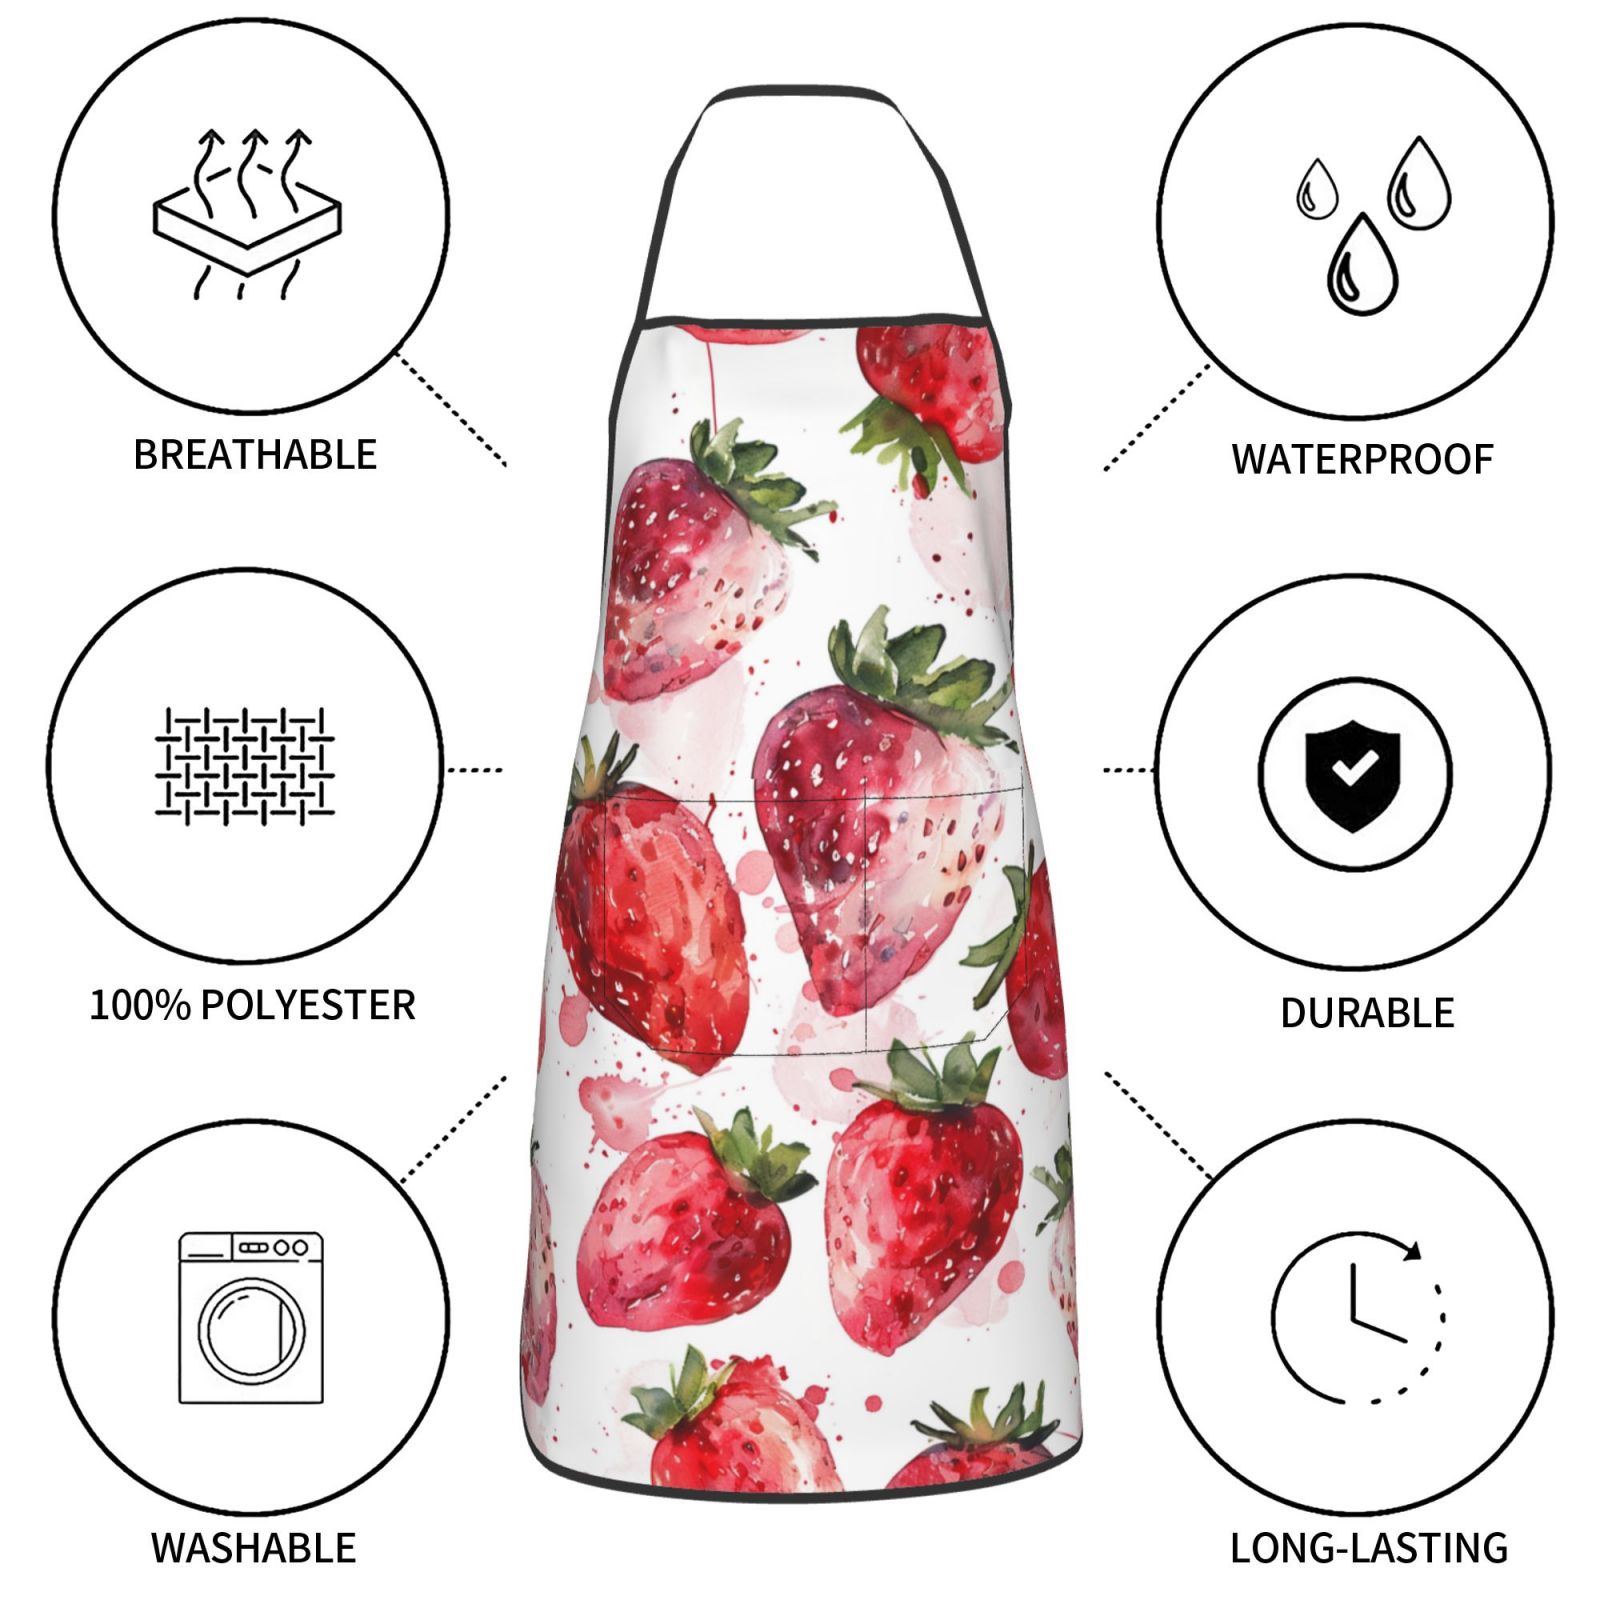 BREATHABLE
WATERPROOF
100% POLYESTER
DURABLE
WASHABLE
LONG-LASTING